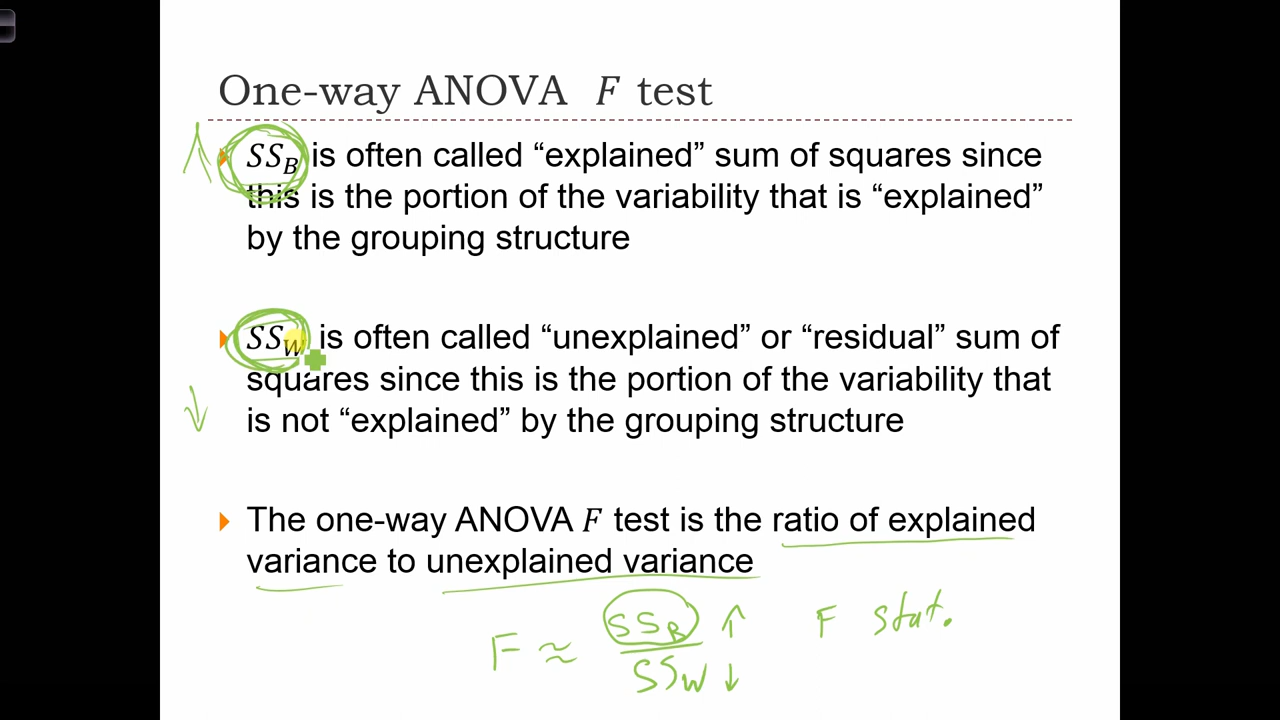 One-way ANOVA F test
SS_B is often called “explained” sum of squares since
this is the portion of the variability that is “explained”
by the grouping structure
SS_W is often called “unexplained” or “residual” sum of
squares since this is the portion of the variability that
is not “explained” by the grouping structure
The one-way ANOVA F test is the ratio of explained
variance to unexplained variance
F ≈ SS_B ↑ / SS_W ↓
F stat.